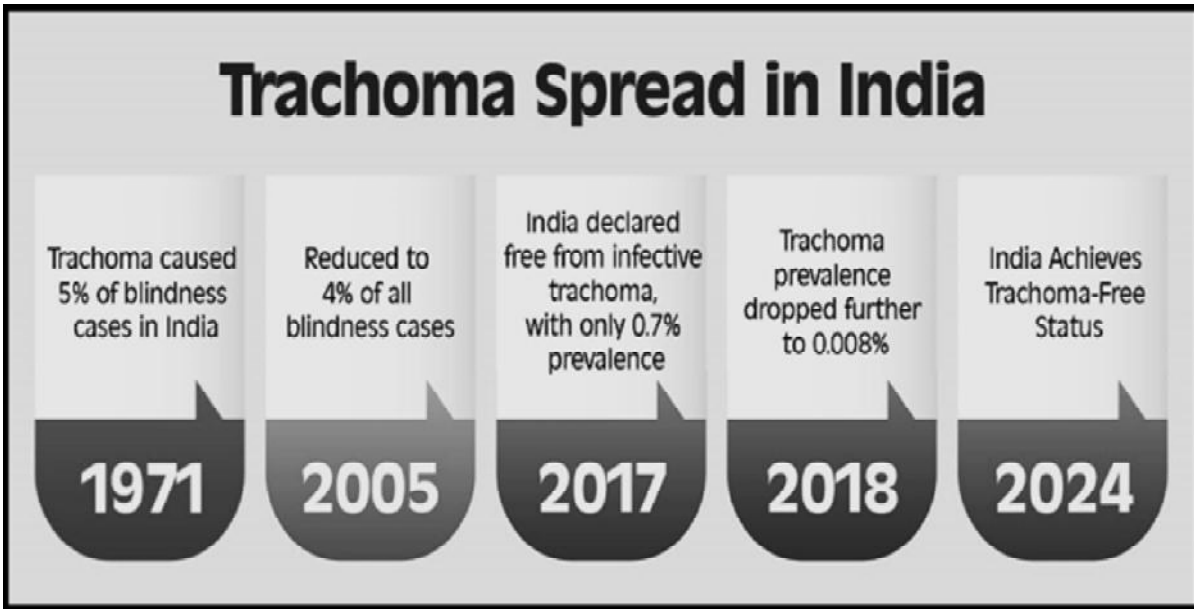 Trachoma Spread in India
Trachoma caused
5% of blindness
cases in India
1971
Reduced to
4% of all
blindness cases
2005
India declared
free from infective
trachoma,
with only 0.7%
prevalence
2017
Trachoma
prevalence
dropped further
to 0.008%
2018
India Achieves
Trachoma-Free
Status
2024